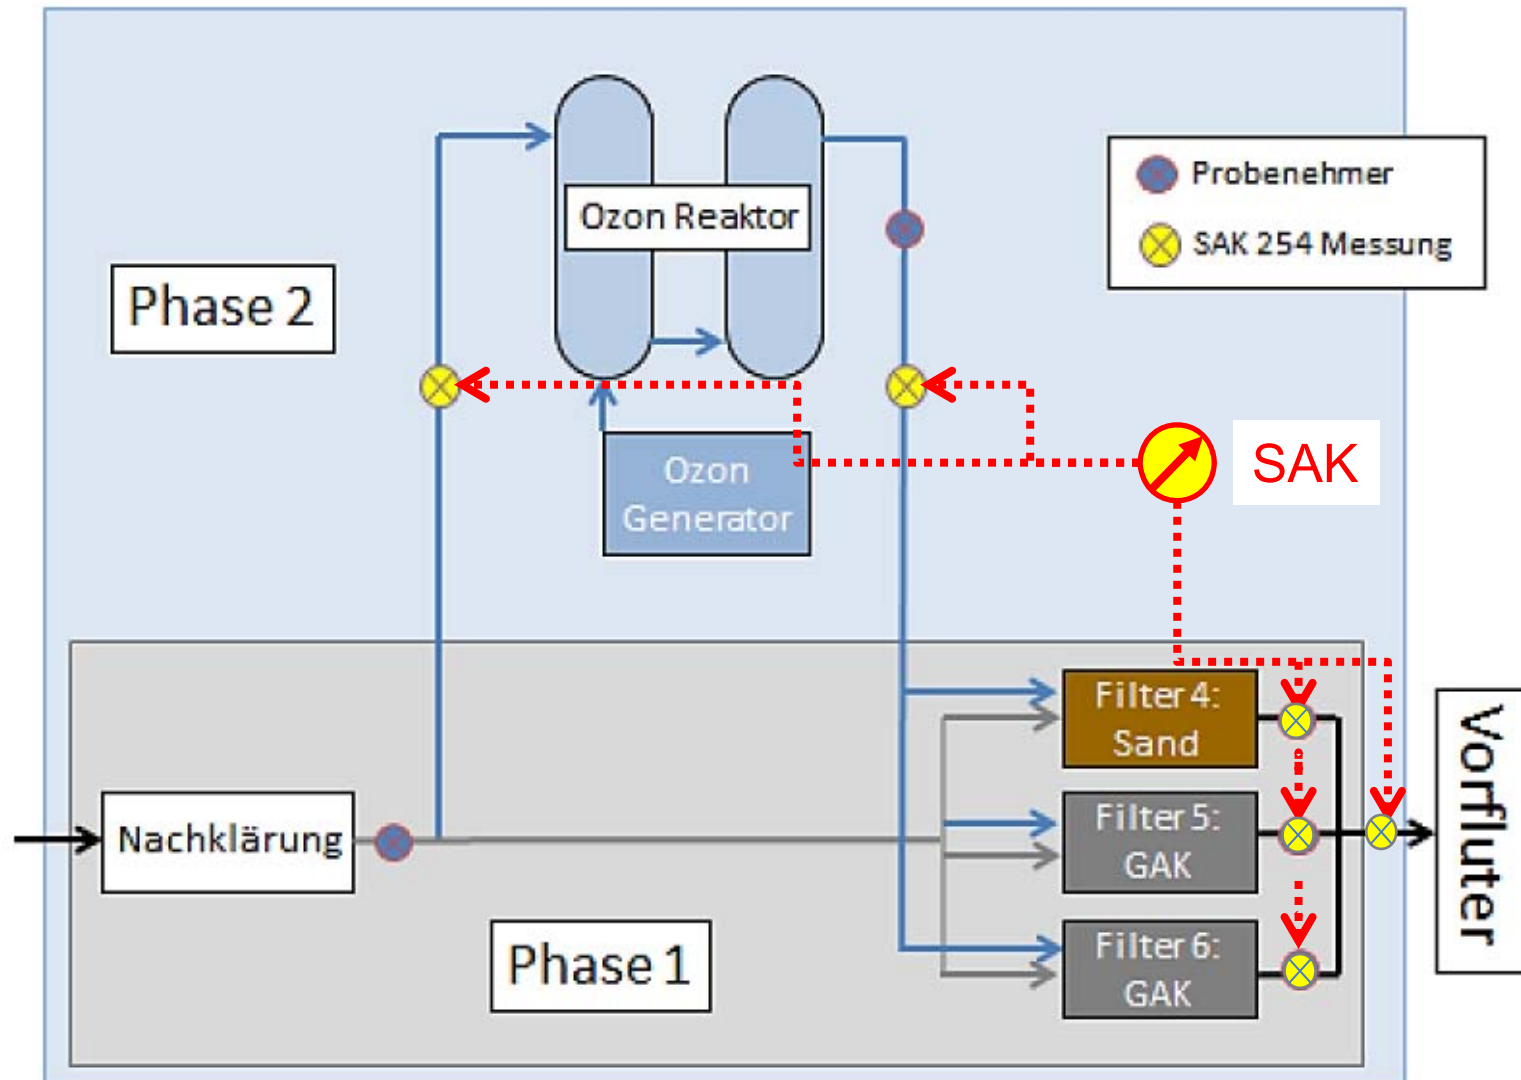 Ozon Reaktor
Probenehmer
SAK 254 Messung
Phase 2
SAK
Ozon
Generator
Filter 4:
Sand
Nachklärung
Filter 5:
GAK
Vorfluter
Phase 1
Filter 6:
GAK